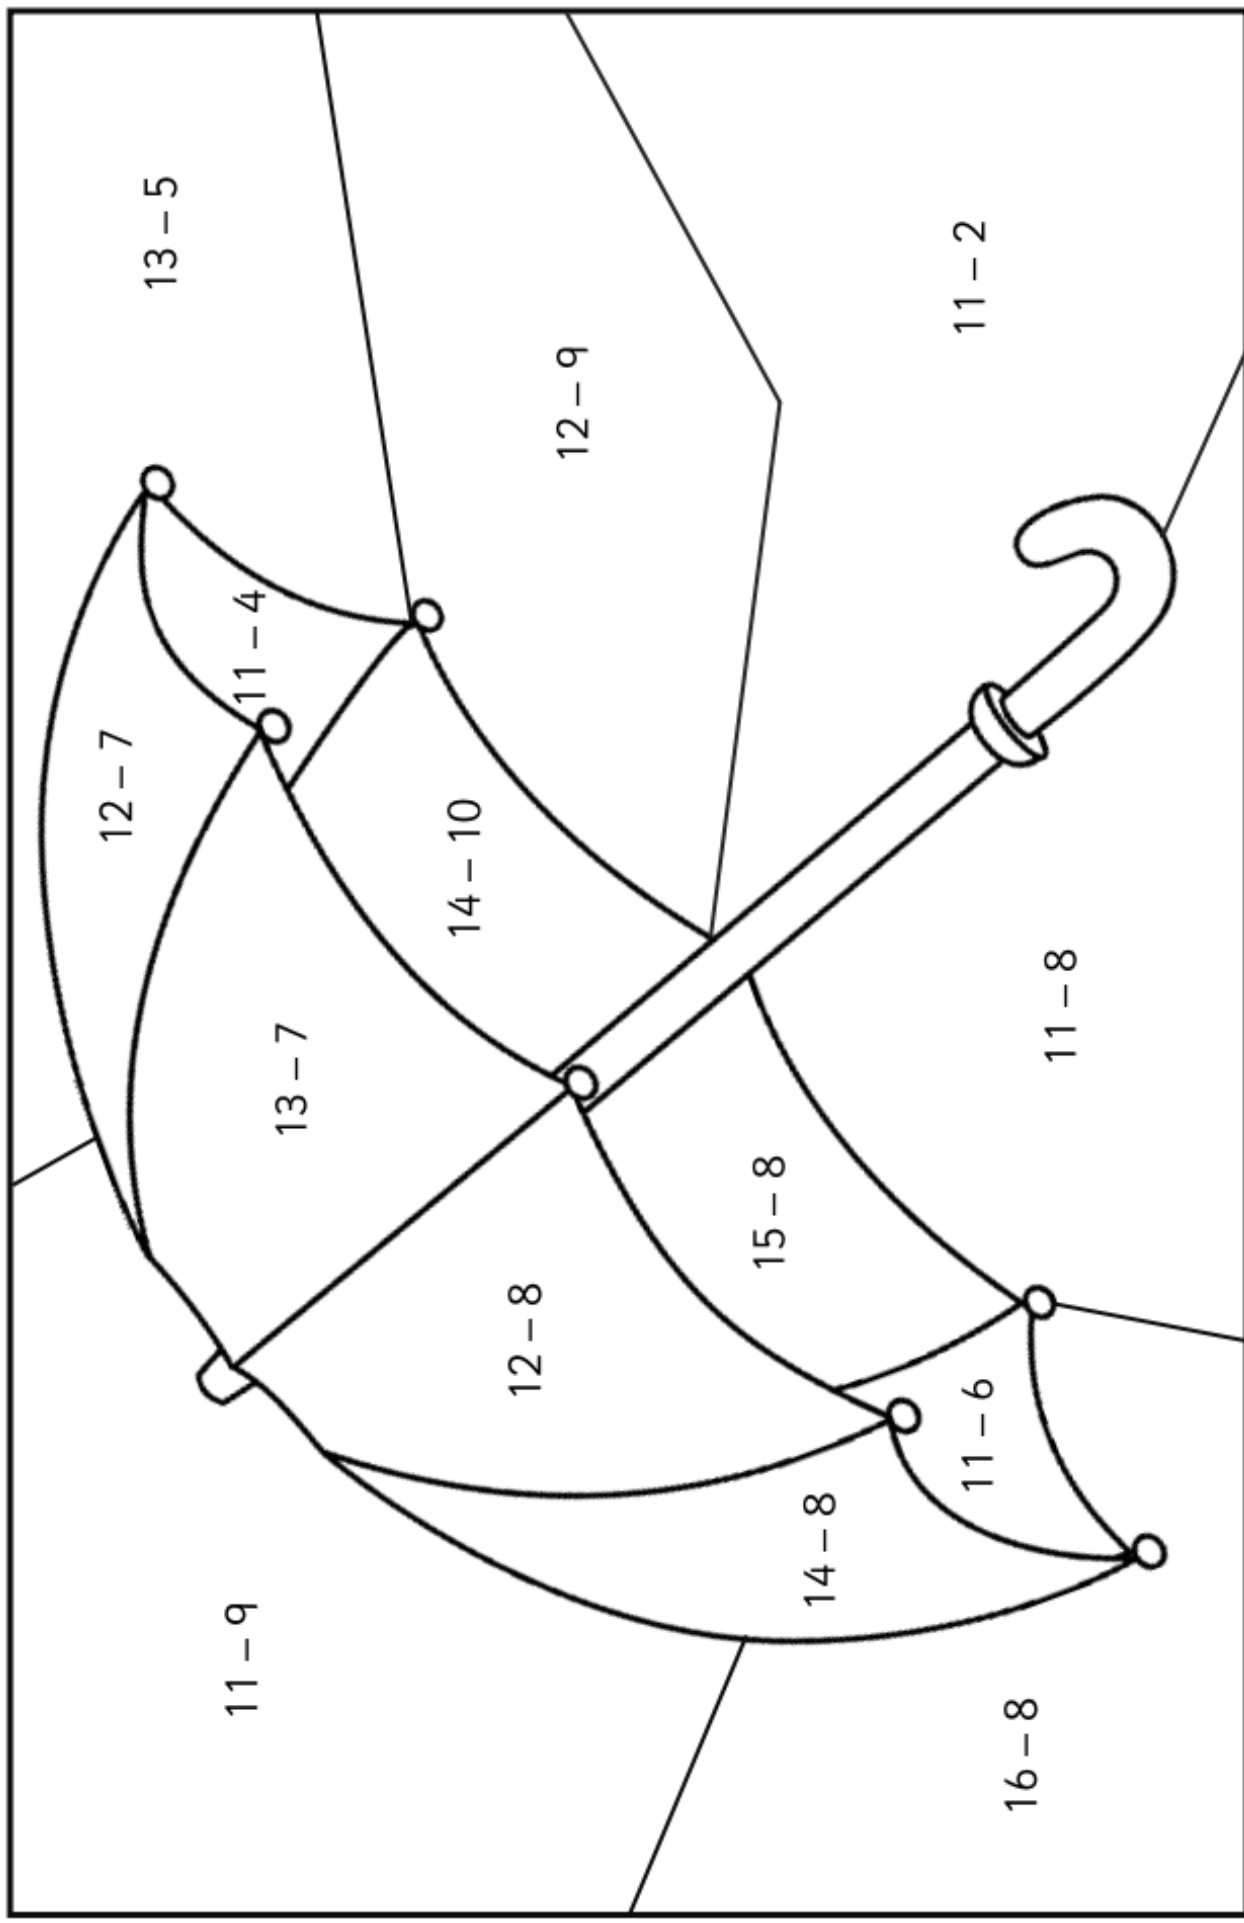 12 – 7
13 – 5
11 – 9
11 – 4
13 – 7
14 – 10
12 – 8
12 – 9
15 – 8
14 – 8
11 – 2
11 – 6
16 – 8
11 – 8